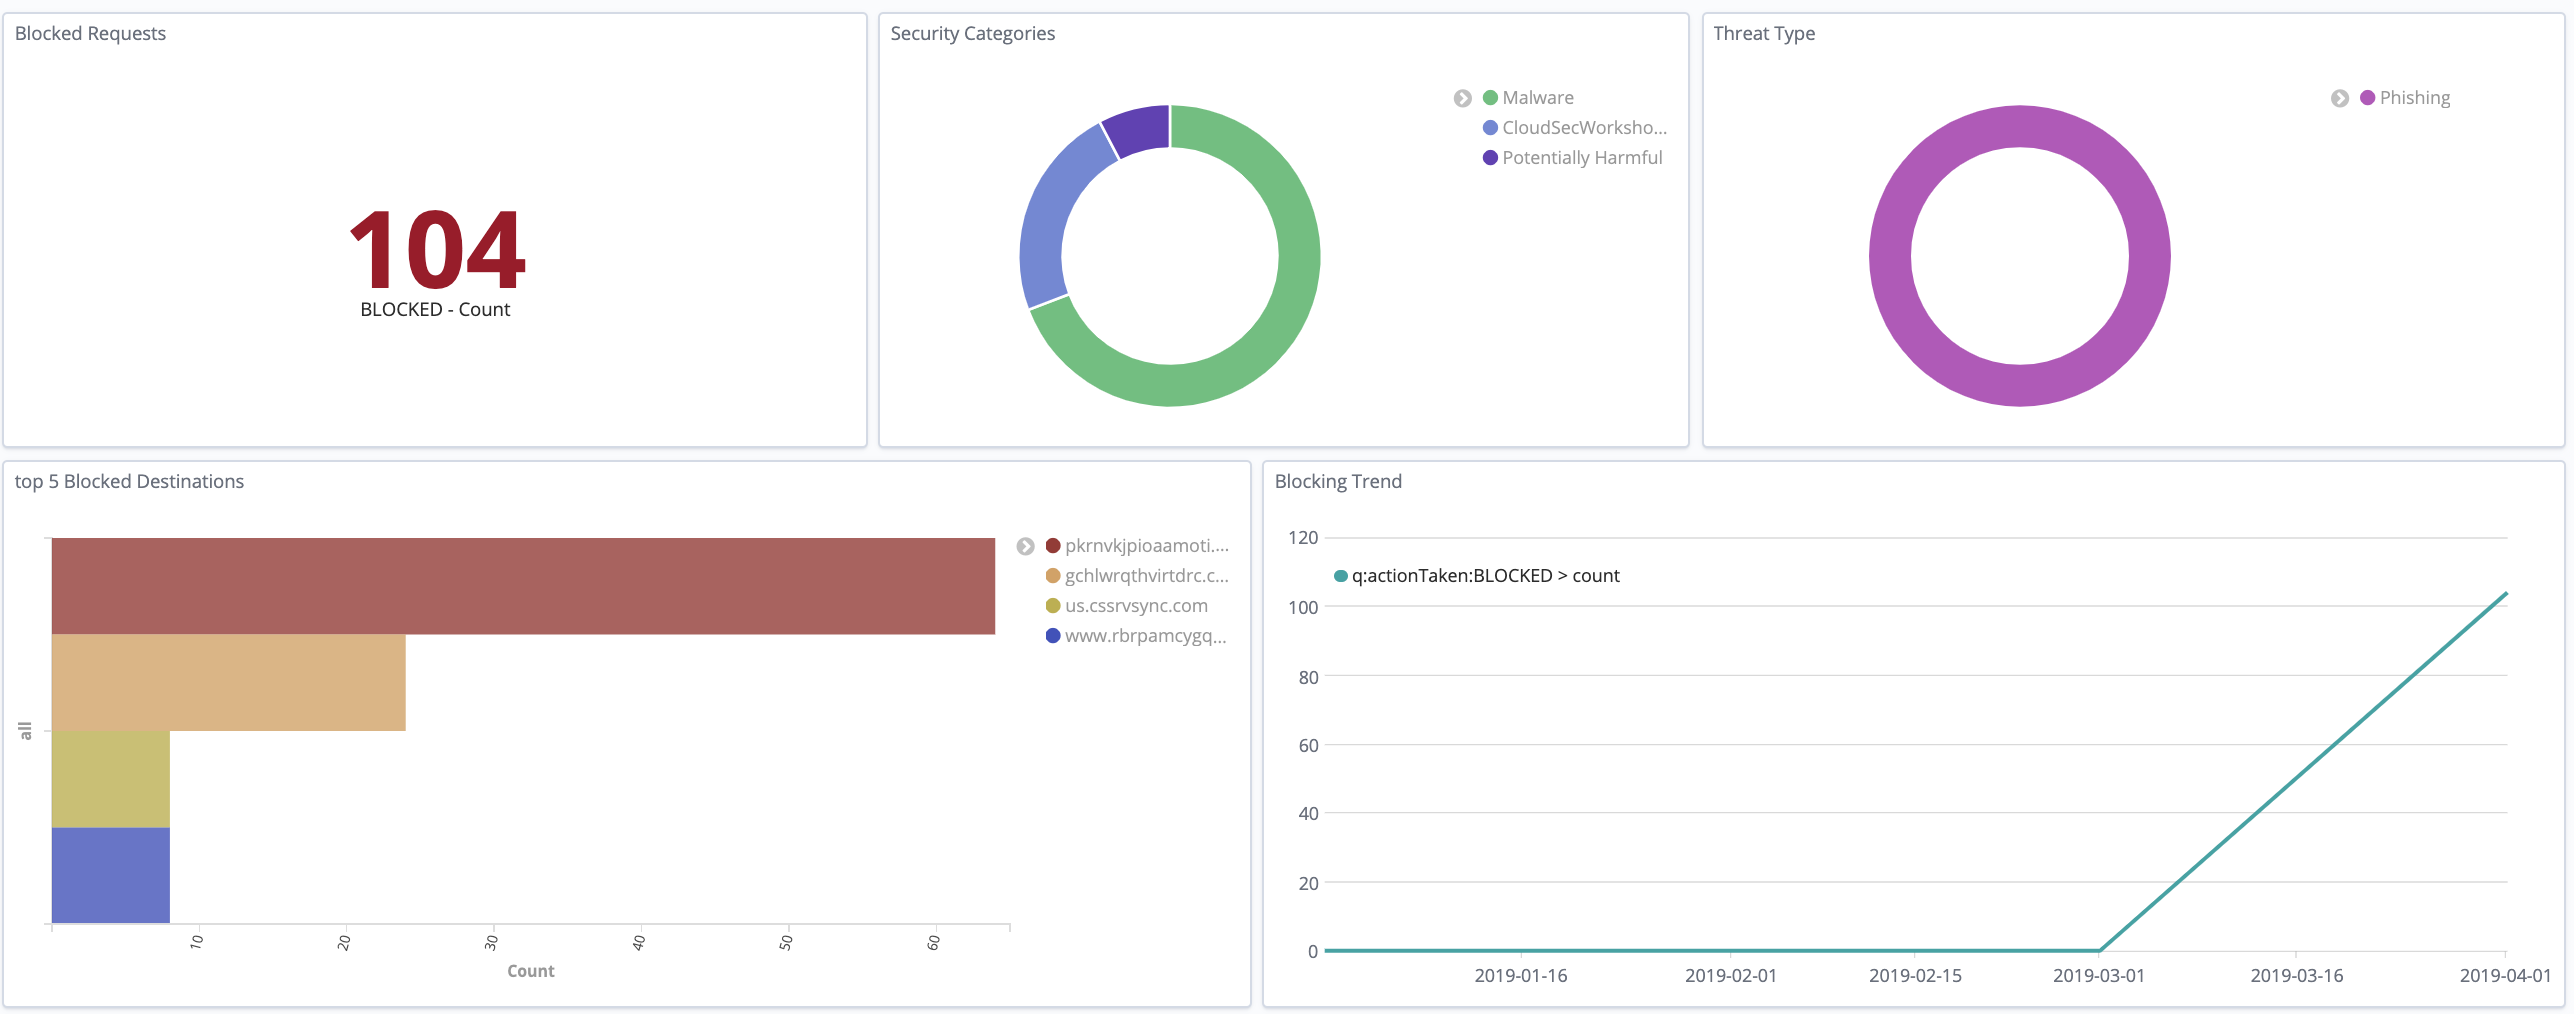 Blocked Requests
104
BLOCKED - Count
Security Categories
Malware
CloudSecWorksho...
Potentially Harmful
Threat Type
Phishing
top 5 Blocked Destinations
all
10 20 30 40 50 60
Count
pkrnvkjpioaamoti....
gchlwrqthvirtdrc.c...
us.cssrvsync.com
www.rbrpamcygq...
Blocking Trend
120
q:actionTaken:BLOCKED > count
100
80
60
40
20
0
2019-01-16 2019-02-01 2019-02-15 2019-03-01 2019-03-16 2019-04-01